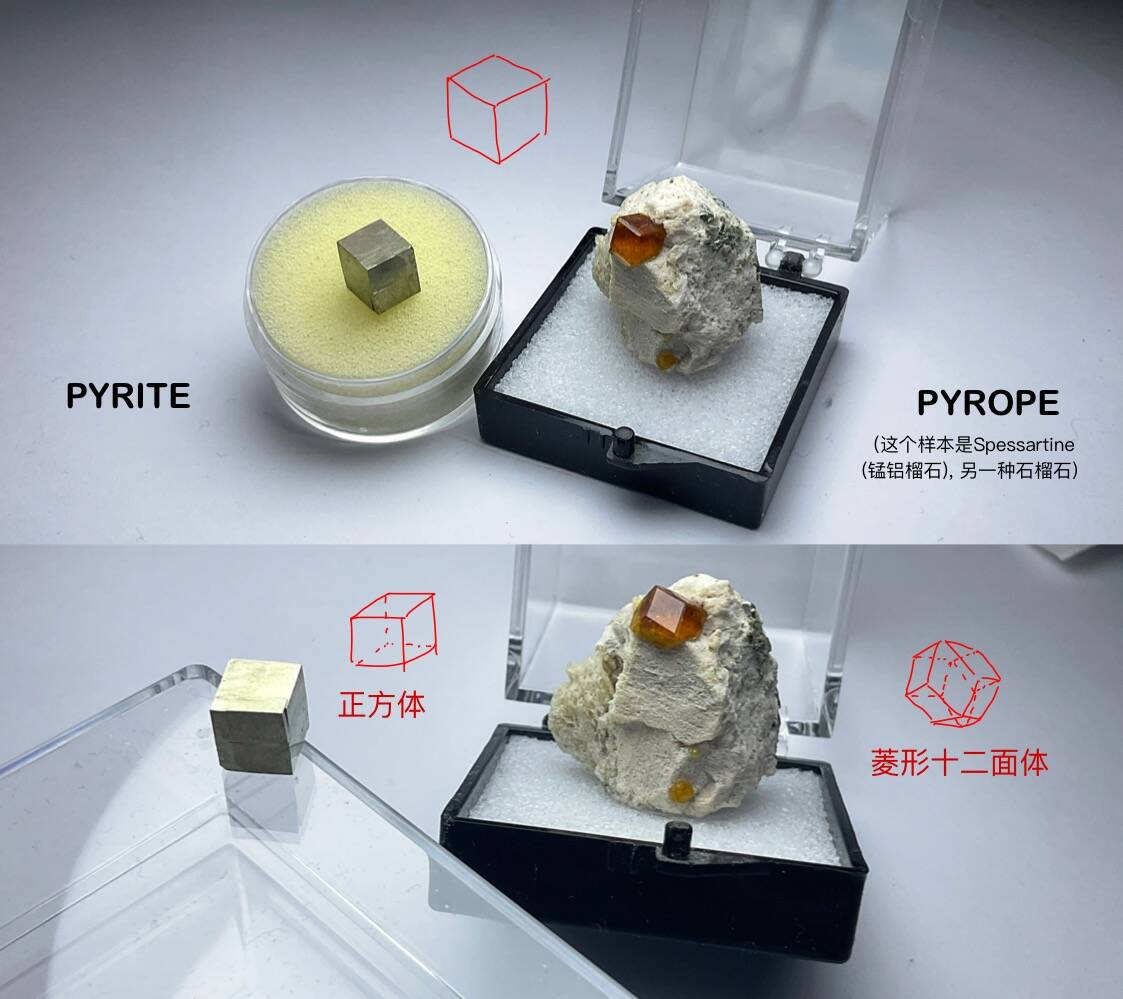 PYRITE
PYROPE
(这个样本是Spessartine
(锰铝榴石), 另一种石榴石)
正方体
菱形十二面体